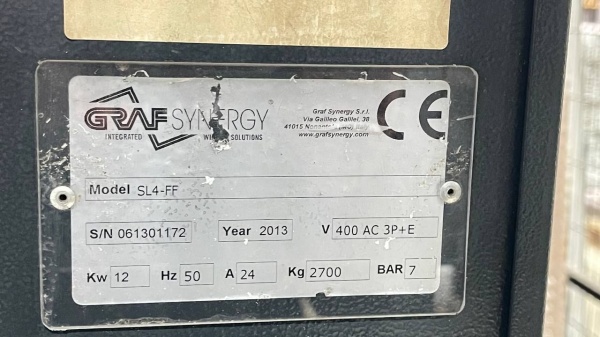 GRAF SYNERGY
INTEGRATED SOLUTIONS
Graf Synergy S.r.l.
Via Galileo Galilei, 38
41015
www.grafsynergy.com
CE
Model SL4-FF
S/N 061301172 Year 2013 V 400 AC 3P+E
Kw 12 Hz 50 A 24 Kg 2700 BAR 7